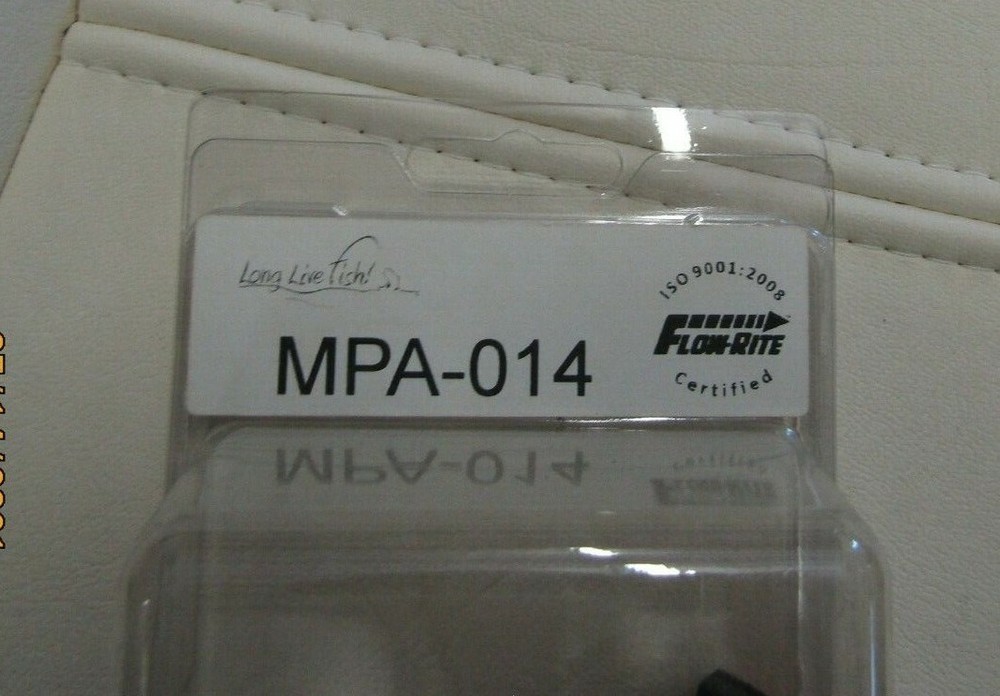 Long Live Fish!
MPA-014
ISO 9001:2008
FLOW-RITE
Certified